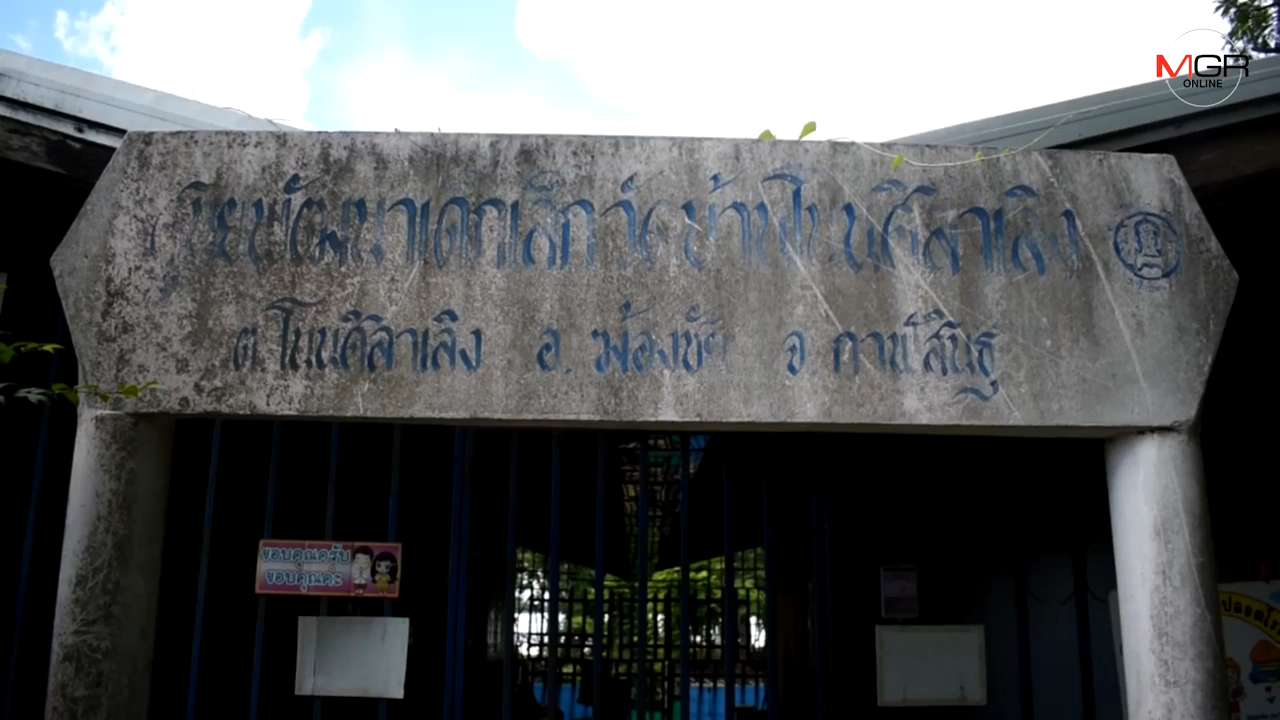 MGR
ONLINE
ศูนย์พัฒนาเด็กเล็กวัดบ้านโนนศิลาเลิง
ต.โนนศิลาเลิง อ.ฆ้องชัย จ กาฬสินธุ์
ขอบคุณครับ
ขอบคุณค่ะ